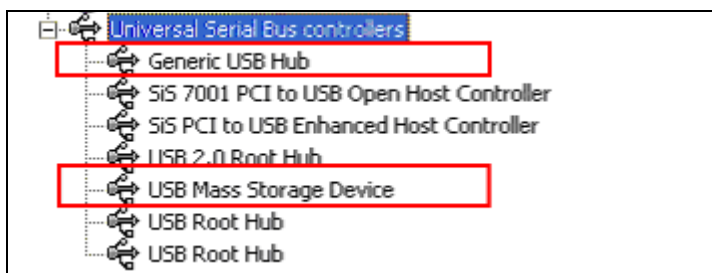 Universal Serial Bus controllers
Generic USB Hub
SiS 7001 PCI to USB Open Host Controller
SiS PCI to USB Enhanced Host Controller
USB 2.0 Root Hub
USB Mass Storage Device
USB Root Hub
USB Root Hub